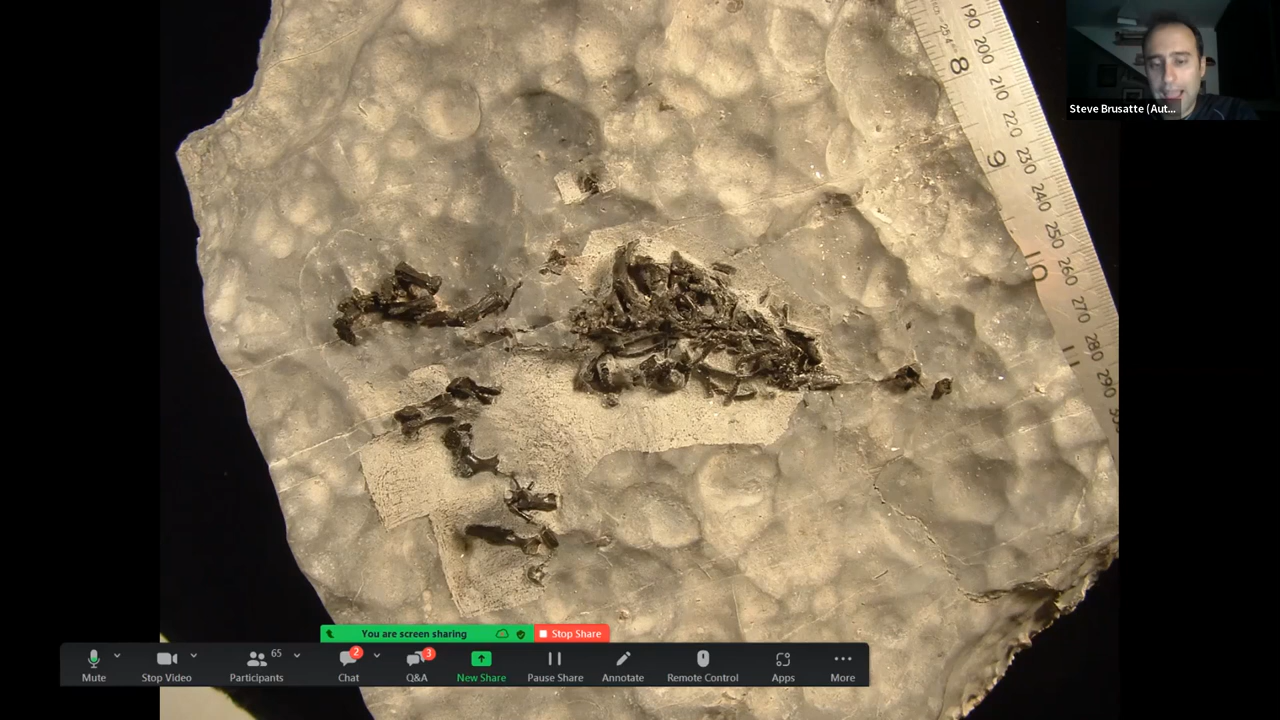 190
200
8
210
220
9
230
240
250
10
260
270
280
11
290
Steve Brusatte (Aut...
You are screen sharing
Stop Share
65
2
3
Mute
Stop Video
Participants
Chat
Q&A
New Share
Pause Share
Annotate
Remote Control
Apps
More